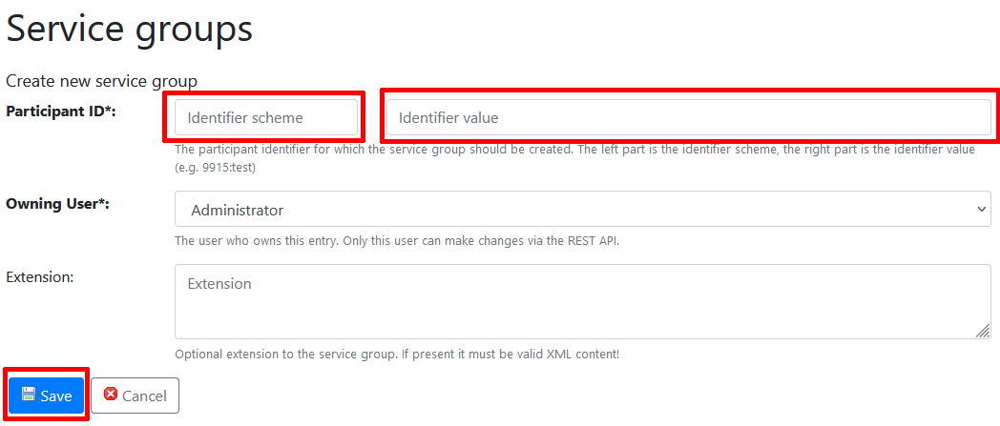 Service groups
Create new service group
Participant ID*:
Identifier scheme
Identifier value
The participant identifier for which the service group should be created. The left part is the identifier scheme, the right part is the identifier value
(e.g. 9915:test)
Owning User*:
Administrator
The user who owns this entry. Only this user can make changes via the REST API.
Extension:
Extension
Optional extension to the service group. If present it must be valid XML content!
Save
Cancel